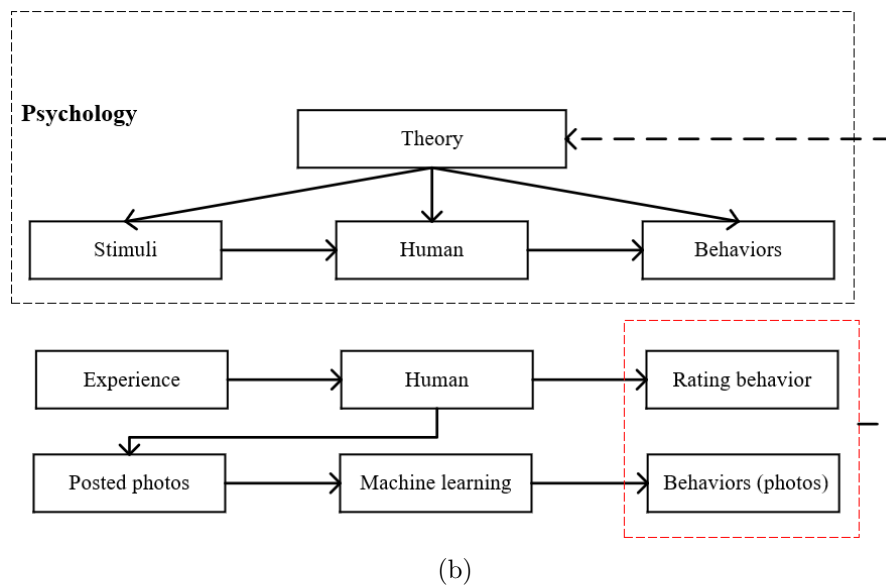 Psychology
Theory
Stimuli
Human
Behaviors
Experience
Human
Rating behavior
Posted photos
Machine learning
Behaviors (photos)
(b)